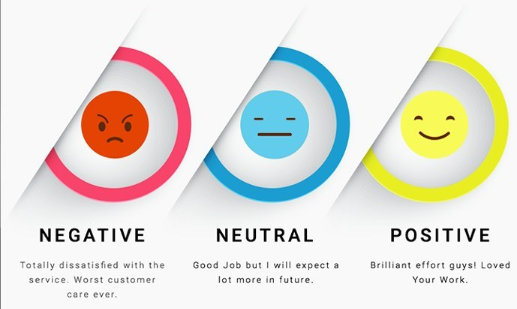 NEGATIVE
Totally dissatisfied with the
service. Worst customer
care ever.
NEUTRAL
Good Job but I will expect a
lot more in future.
POSITIVE
Brilliant effort guys! Loved
Your Work.